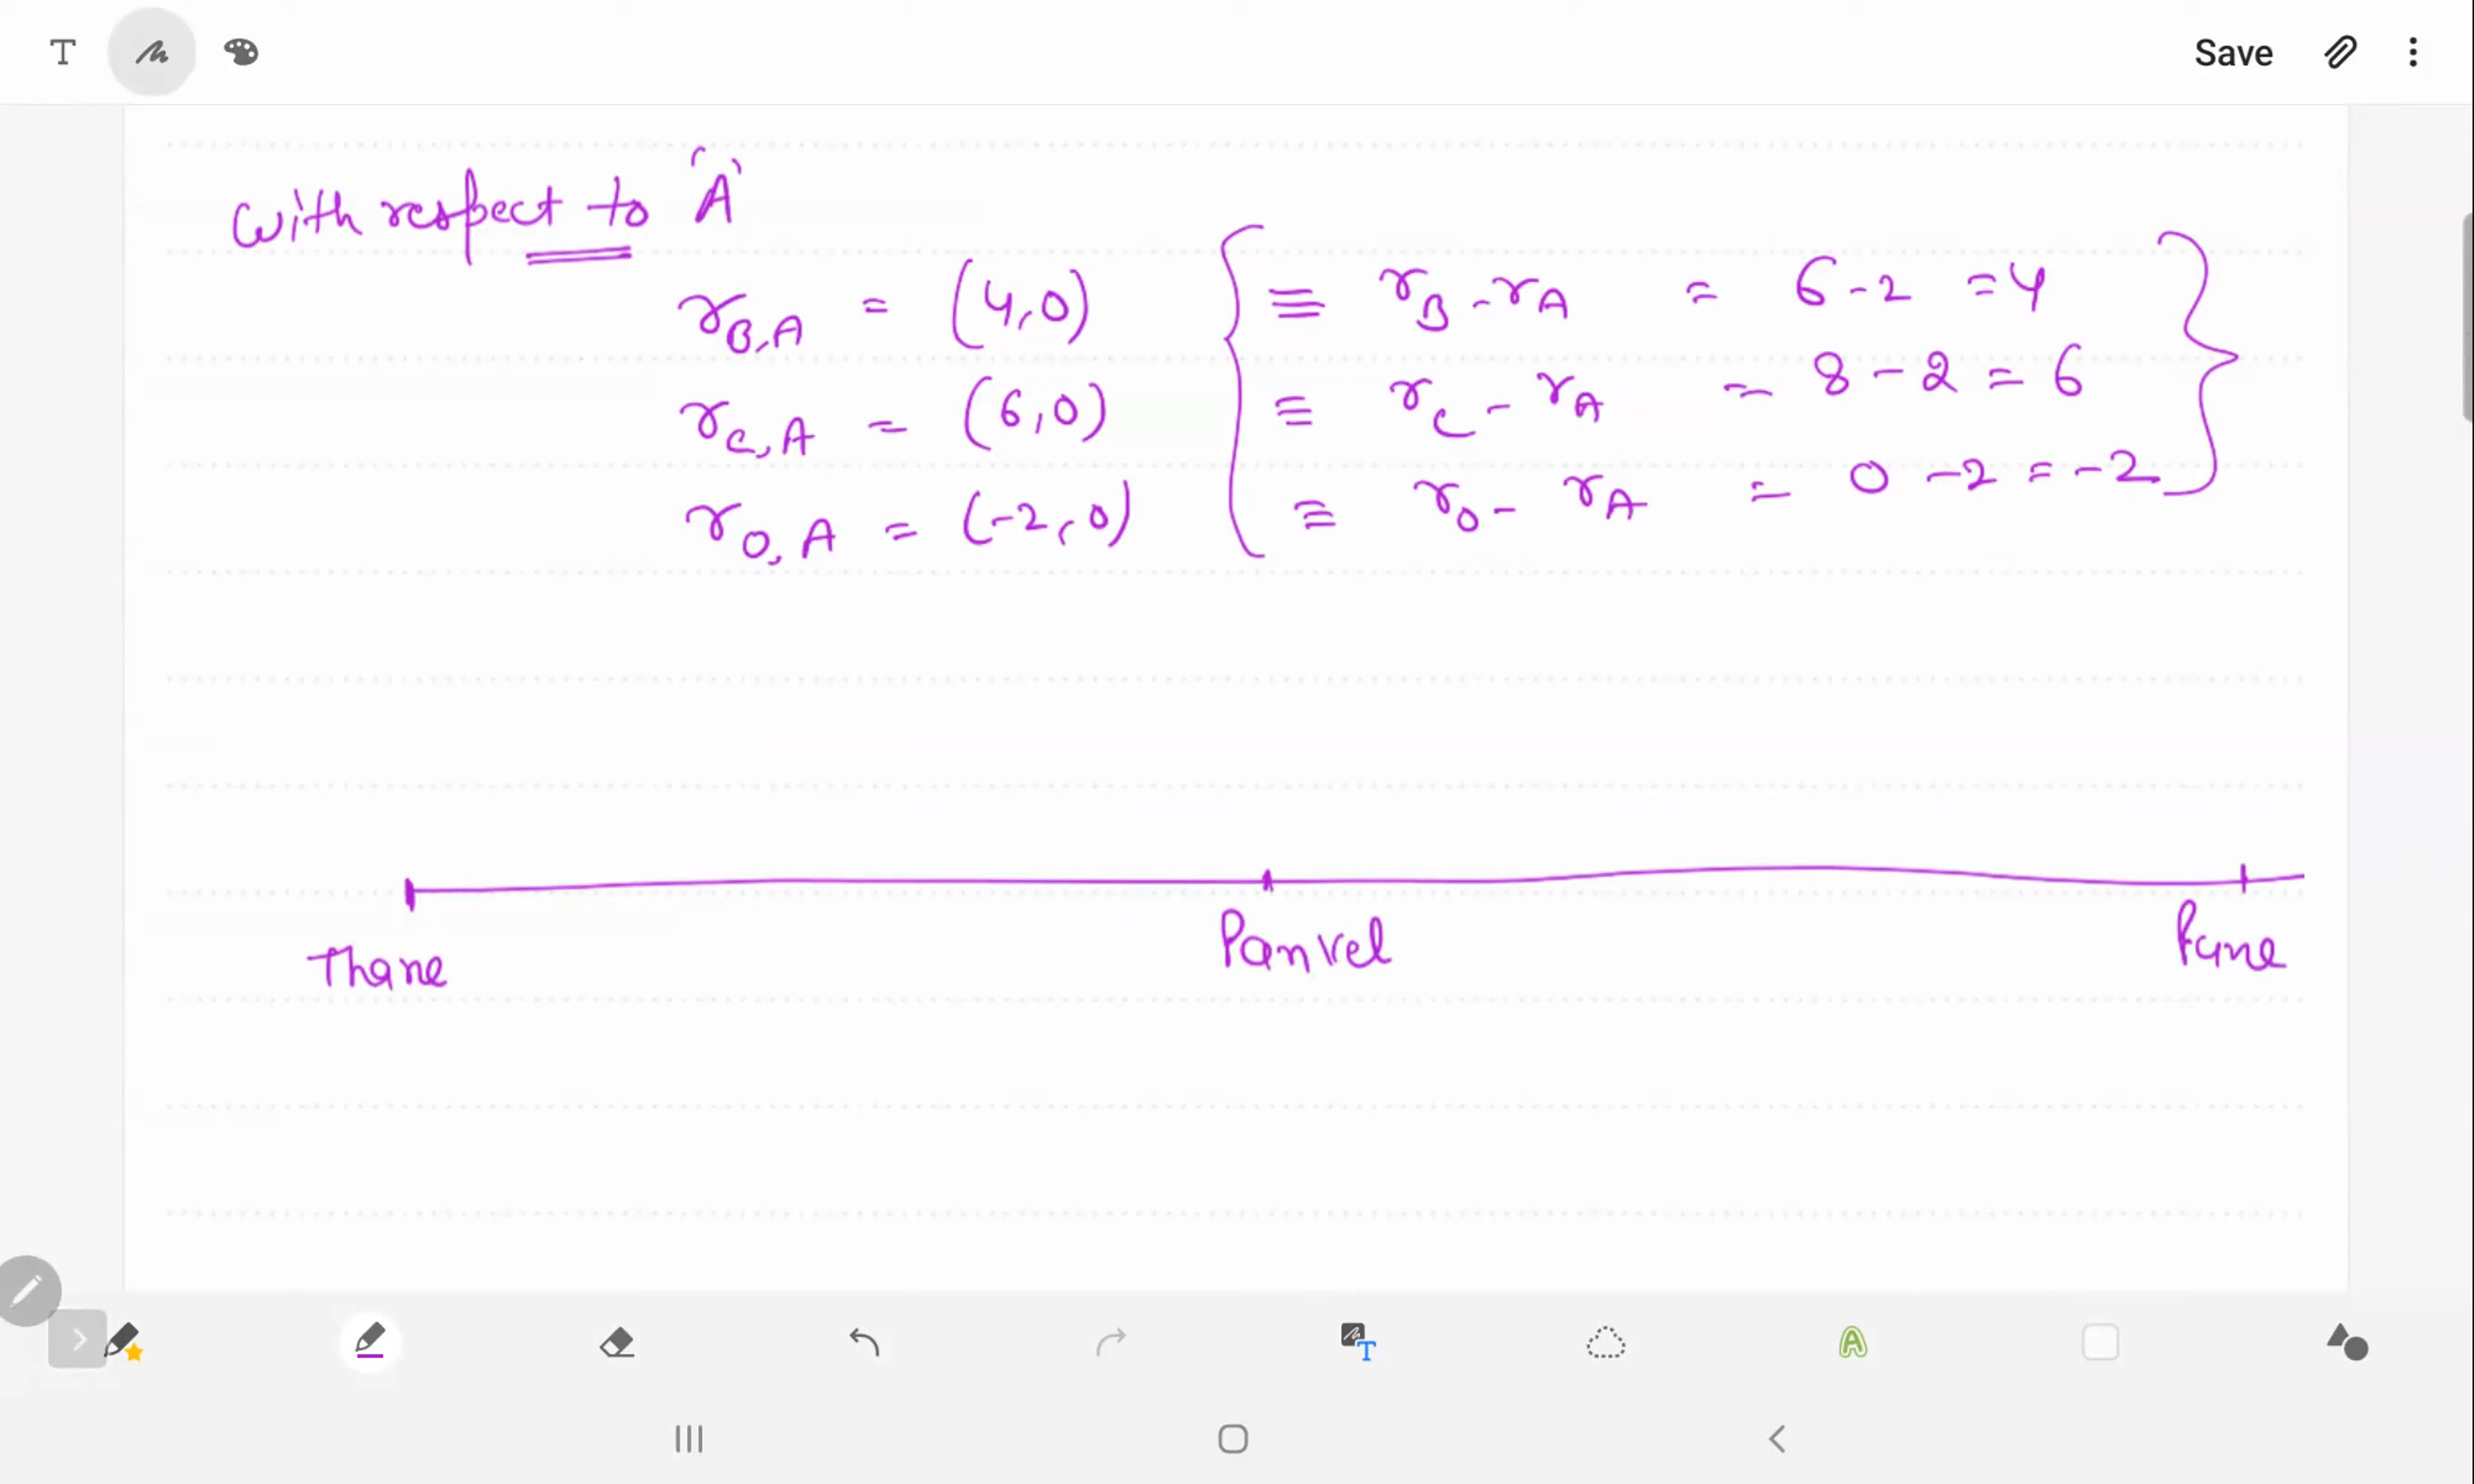 T Save
With respect to 'A'
r_B,A = (4,0) ≡ r_B - r_A = 6 - 2 = 4
r_C,A = (6,0) ≡ r_C - r_A = 8 - 2 = 6
r_O,A = (-2,0) ≡ r_O - r_A = 0 - 2 = -2
Thane Panvel Pune
T A